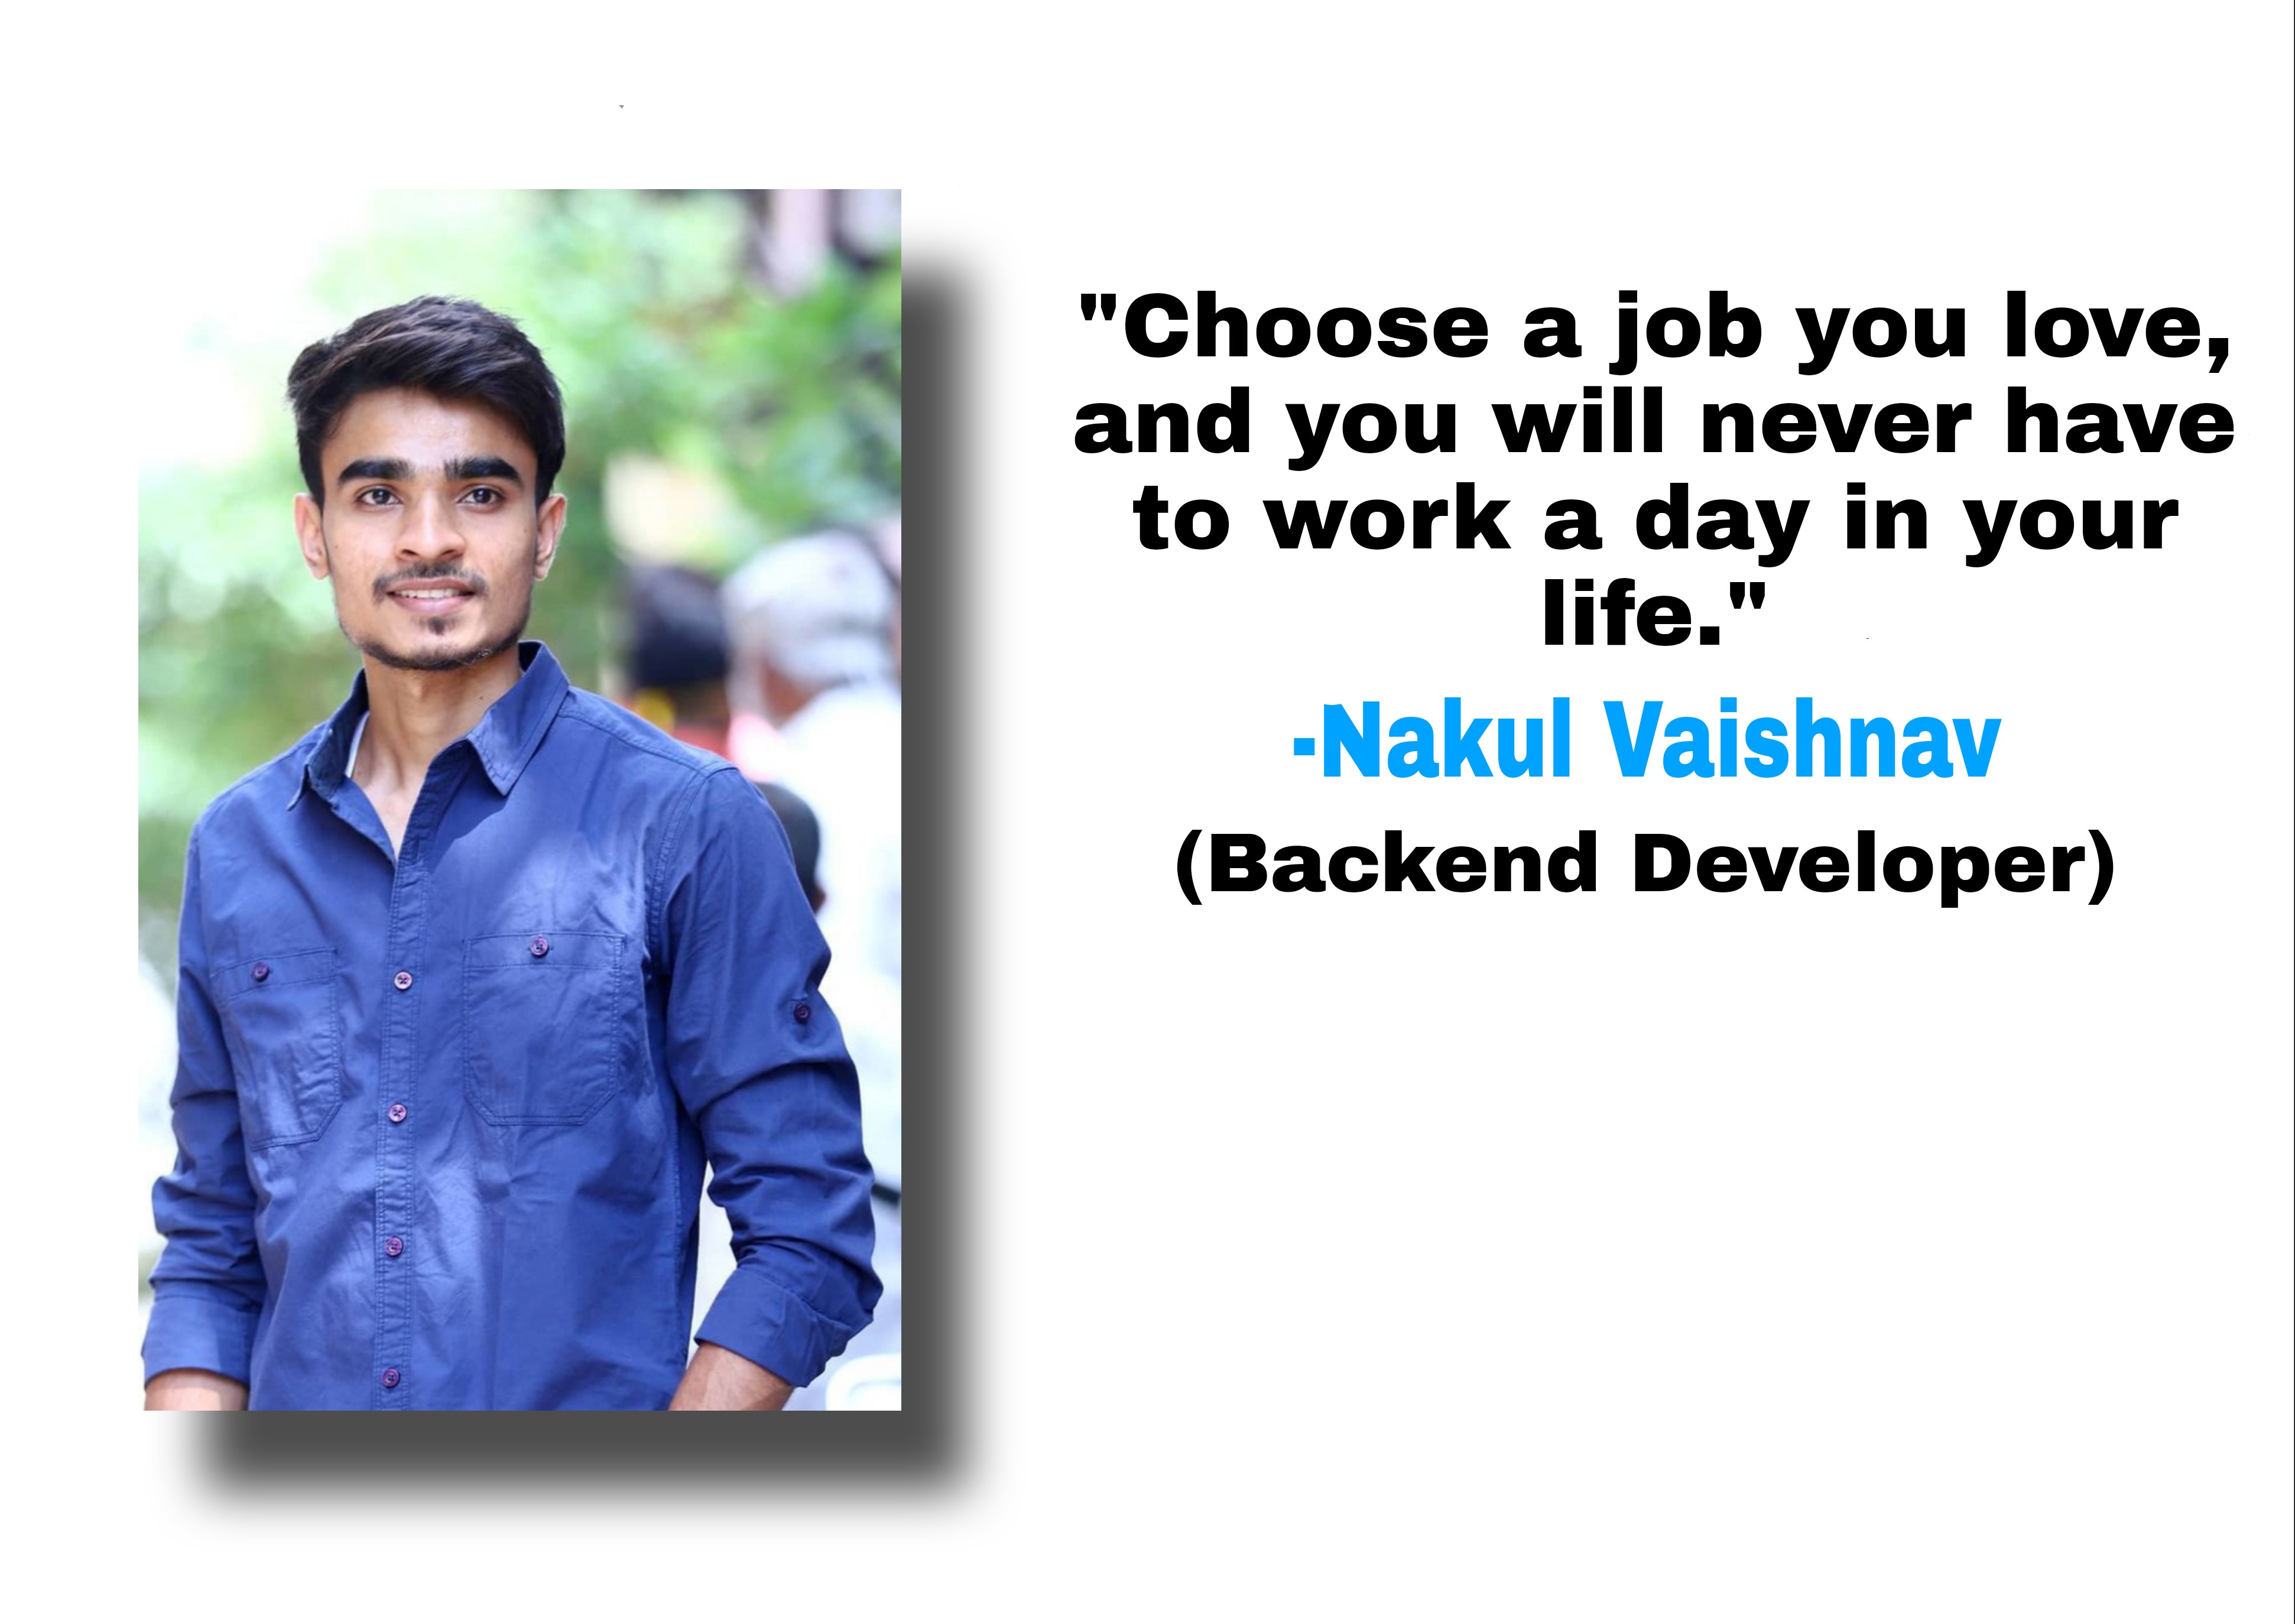 "Choose a job you love,
and you will never have
to work a day in your
life."
-Nakul Vaishnav
(Backend Developer)